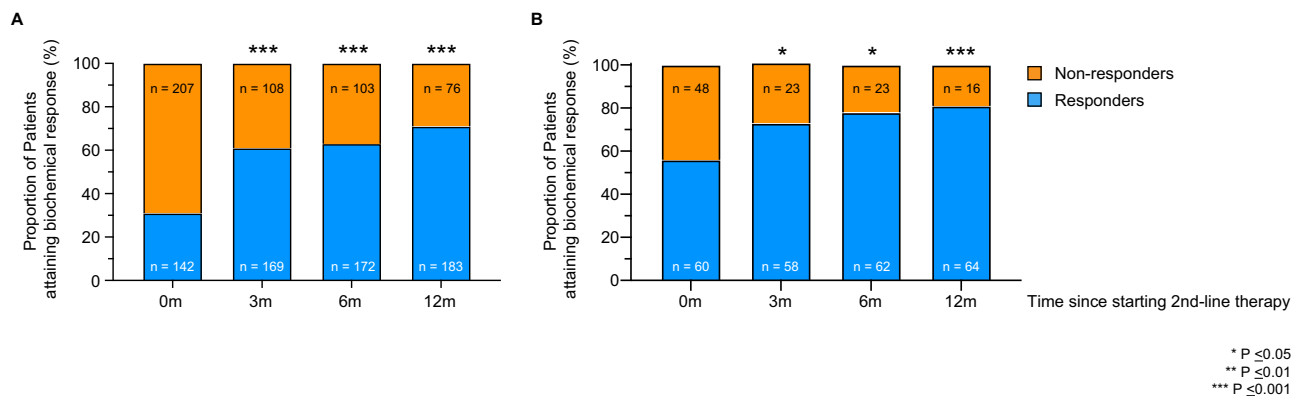 A
Proportion of Patients
attaining biochemical response (%)
100
80
60
40
20
0
***
***
***
n = 207
n = 108
n = 103
n = 76
n = 142
n = 169
n = 172
n = 183
0m
3m
6m
12m
B
Proportion of Patients
attaining biochemical response (%)
100
80
60
40
20
0
*
*
***
n = 48
n = 23
n = 23
n = 16
n = 60
n = 58
n = 62
n = 64
0m
3m
6m
12m
Non-responders
Responders
Time since starting 2nd-line therapy
* P ≤0.05
** P ≤0.01
*** P ≤0.001